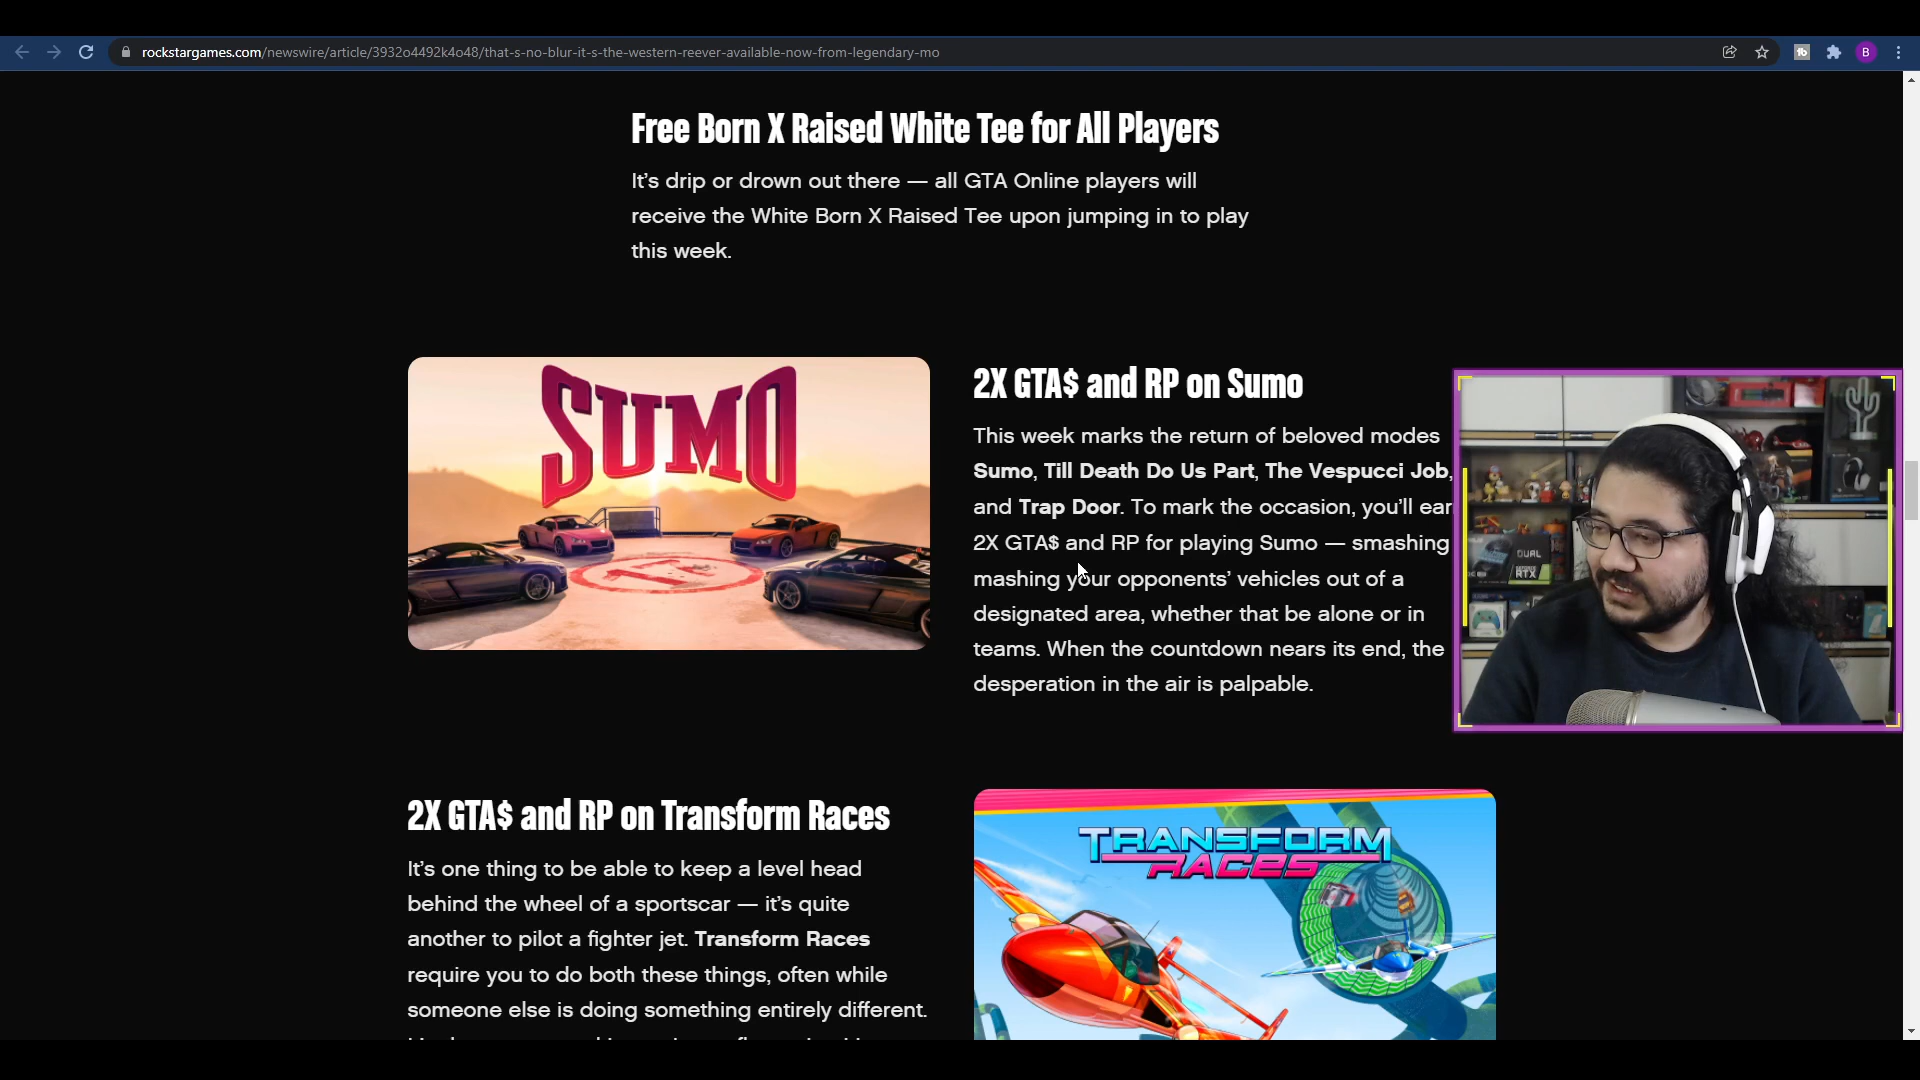 rockstargames.com/newswire/article/3932o4492k4o48/that-s-no-blur-it-s-the-western-reever-available-now-from-legendary-mo
B
Free Born X Raised White Tee for All Players
It's drip or drown out there — all GTA Online players will
receive the White Born X Raised Tee upon jumping in to play
this week.
SUMO
2X GTA$ and RP on Sumo
This week marks the return of beloved modes
Sumo, Till Death Do Us Part, The Vespucci Job,
and Trap Door. To mark the occasion, you'll ear
2X GTA$ and RP for playing Sumo — smashing
mashing your opponents' vehicles out of a
designated area, whether that be alone or in
teams. When the countdown nears its end, the
desperation in the air is palpable.
DUAL
RTX
2X GTA$ and RP on Transform Races
It's one thing to be able to keep a level head
behind the wheel of a sportscar — it's quite
another to pilot a fighter jet. Transform Races
require you to do both these things, often while
someone else is doing something entirely different.
TRANSFORM
RACES